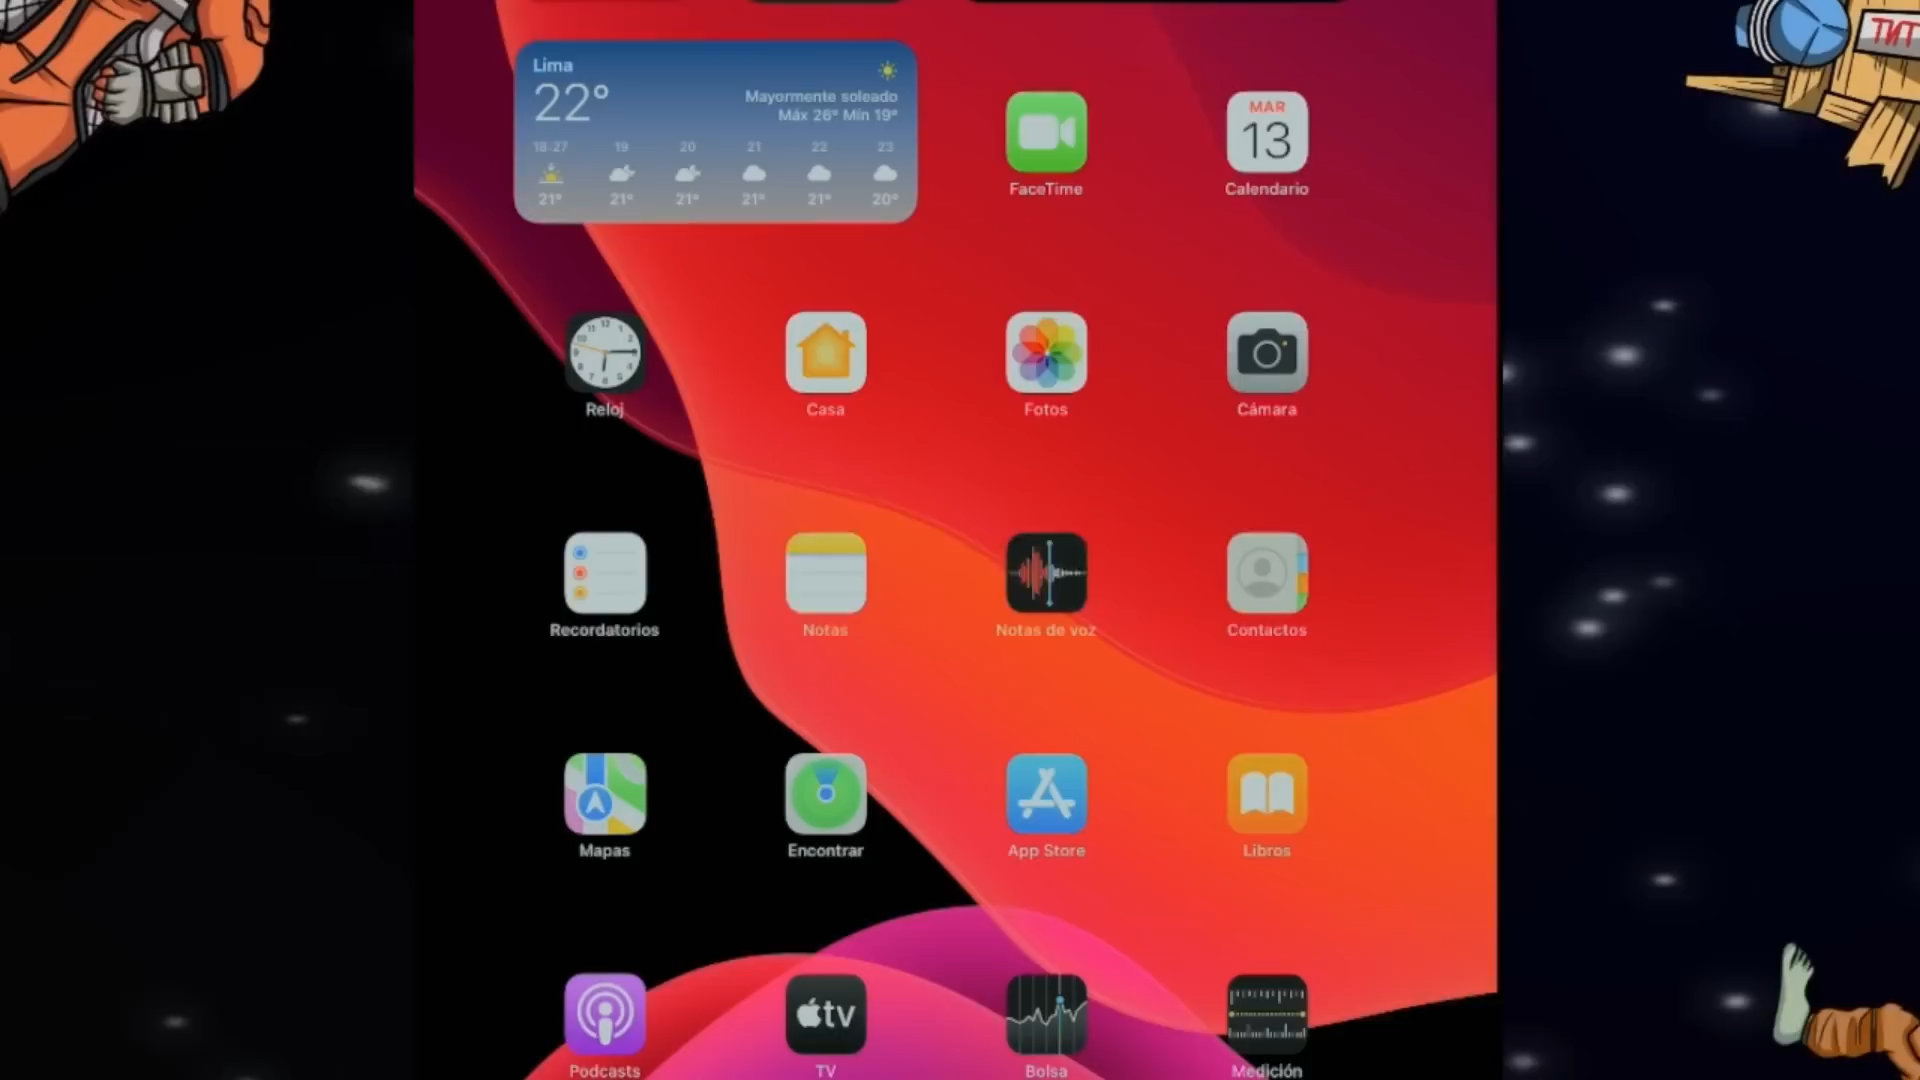 Lima
22°
Mayormente soleado
Máx 26° Mín 19°
18:27 19 20 21 22 23
21° 21° 21° 21° 21° 20°
MAR
13
FaceTime
Calendario
Reloj
Casa
Fotos
Cámara
Recordatorios
Notas
Notas de voz
Contactos
Mapas
Encontrar
App Store
Libros
tv
Podcasts
TV
Bolsa
Medición